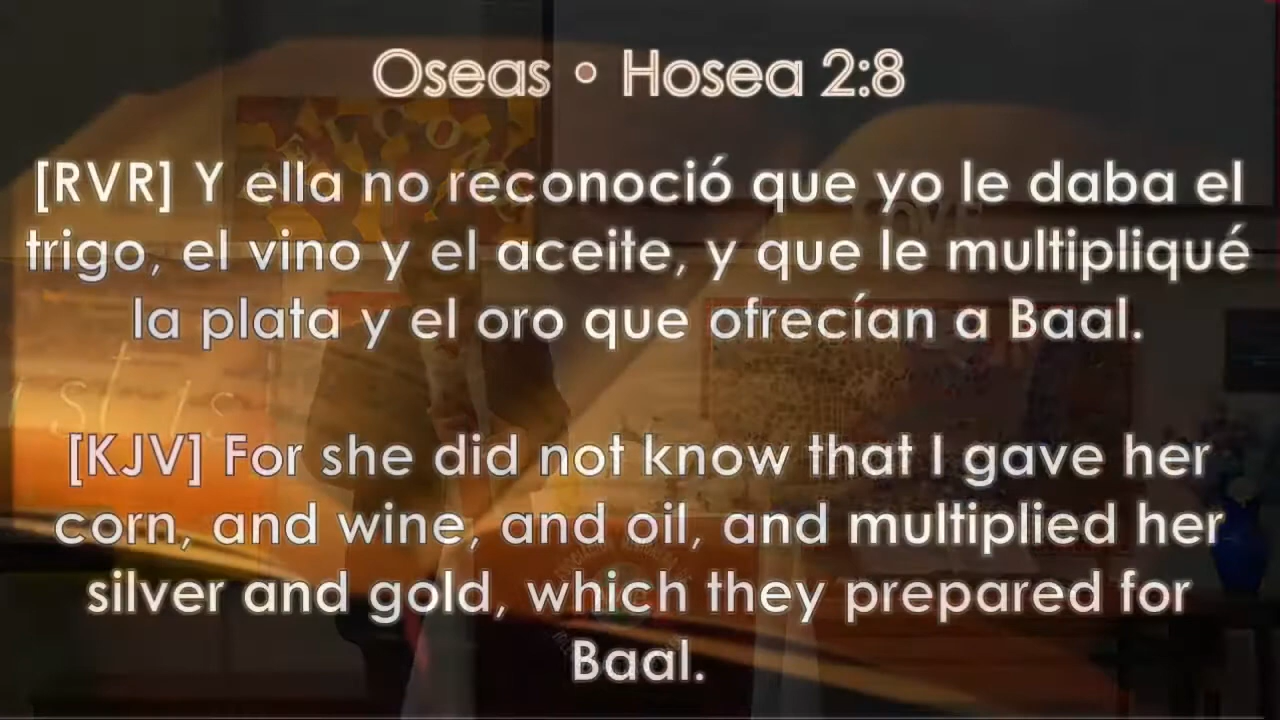 Oseas • Hosea 2:8
[RVR] Y ella no reconoció que yo le daba el
trigo, el vino y el aceite, y que le multipliqué
la plata y el oro que ofrecían a Baal.
[KJV] For she did not know that I gave her
corn, and wine, and oil, and multiplied her
silver and gold, which they prepared for
Baal.